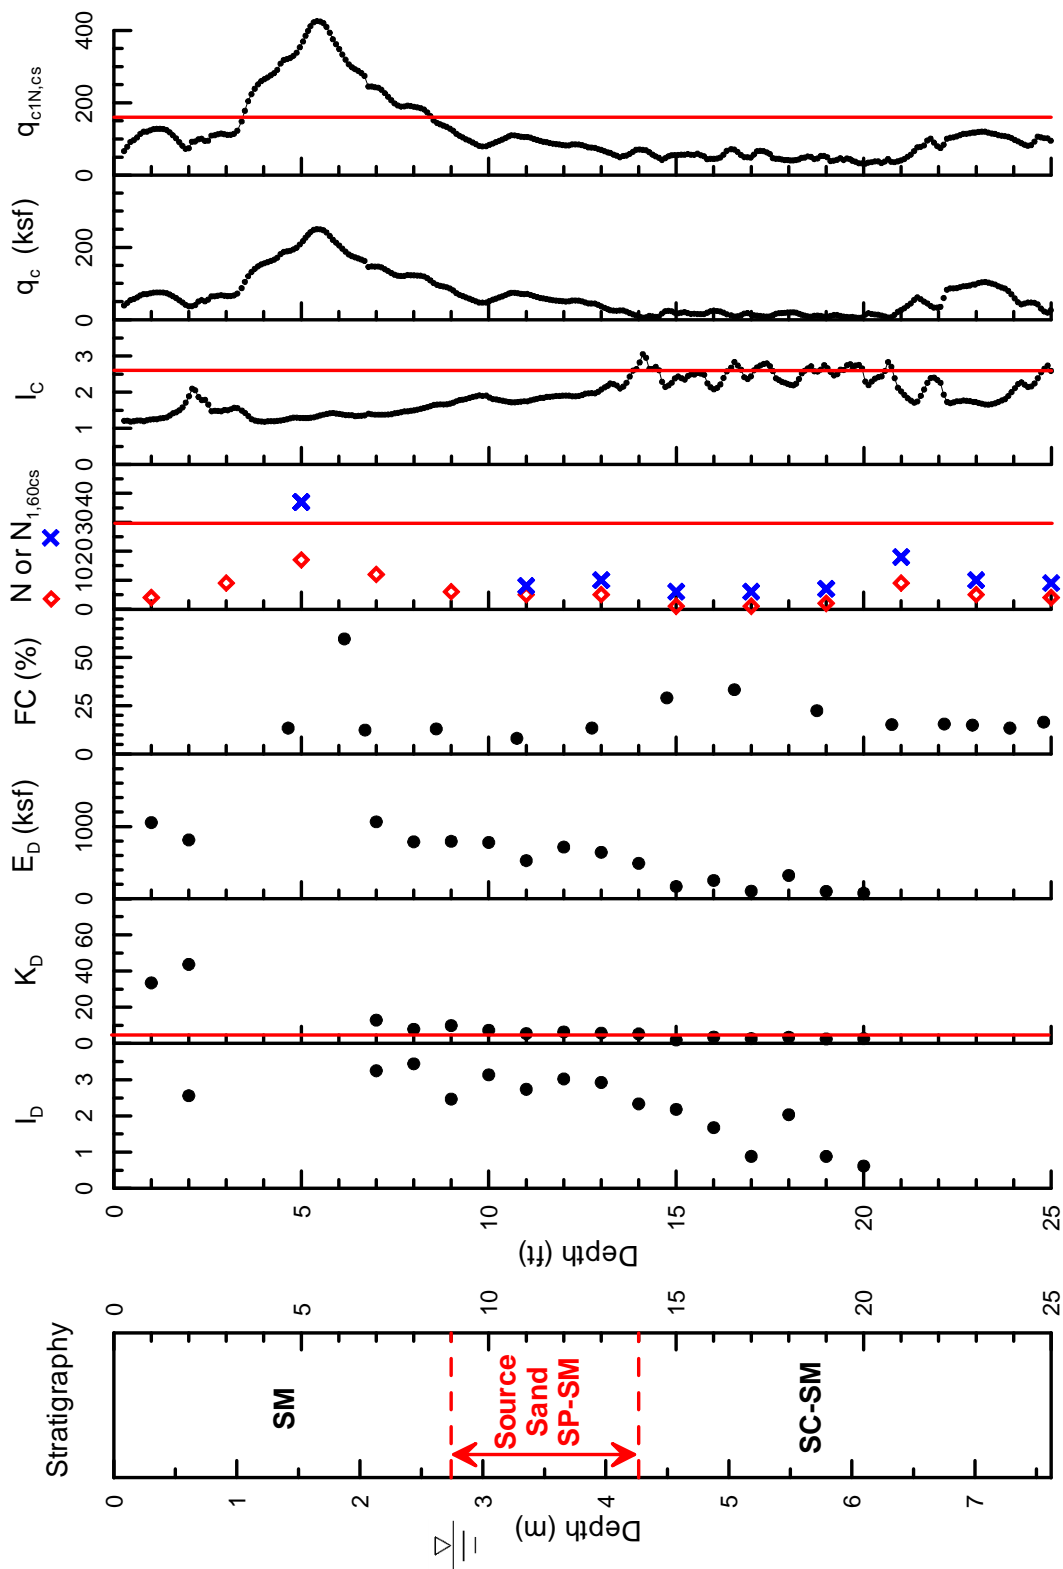 Stratigraphy
I_D
K_D
E_D (ksf)
FC (%)
N or N_1,60cs
I_C
q_c (ksf)
q_c1N,cs
0 1 2 3
0 20 40 60
0 1000
0 25 50
0 10 20 30 40
0 1 2 3
0 200
0 200 400
Depth (m)
0
1
2
3
4
5
6
7
SM
Source
Sand
SP-SM
SC-SM
0
5
10
15
20
25
Depth (ft)
0
5
10
15
20
25